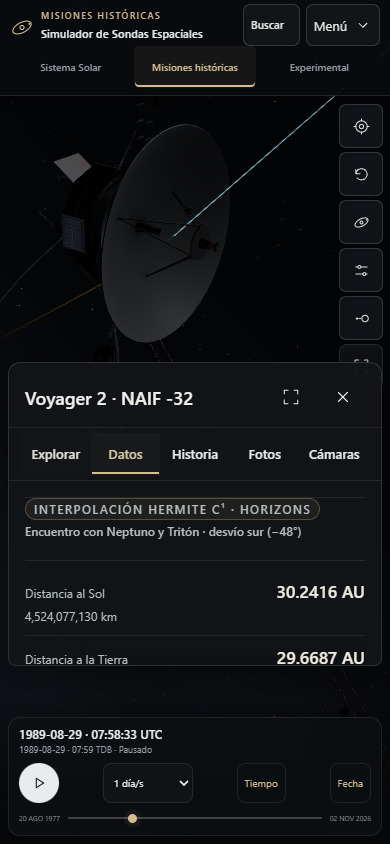 MISIONES HISTÓRICAS
Simulador de Sondas Espaciales
Buscar
Menú
Sistema Solar
Misiones históricas
Experimental
Voyager 2 · NAIF -32
Explorar
Datos
Historia
Fotos
Cámaras
INTERPOLACIÓN HERMITE C¹ · HORIZONS
Encuentro con Neptuno y Tritón · desvío sur (−48°)
Distancia al Sol
30.2416 AU
4,524,077,130 km
Distancia a la Tierra
29.6687 AU
1989-08-29 · 07:58:33 UTC
1989-08-29 · 07:59 TDB · Pausado
1 día/s
Tiempo
Fecha
20 AGO 1977
02 NOV 2026